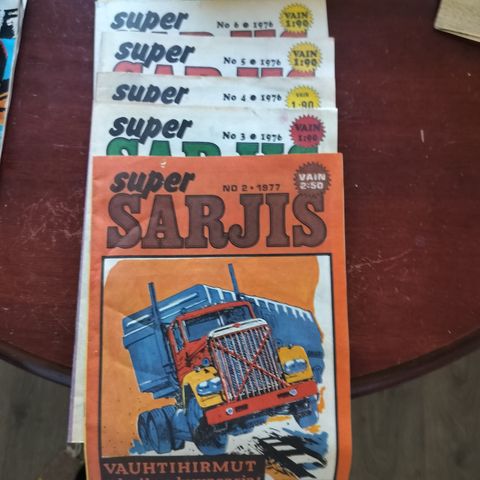 super
No 6 • 1976
VAIN
1:90
super
No 5 • 1976
VAIN
1:90
SARJIS
super
No 4 • 1976
VAIN
1:90
super
No 3 • 1976
VAIN
1:90
super
NO 2 • 1977
VAIN
2:50
SARJIS
VAUHTIHIRMUT